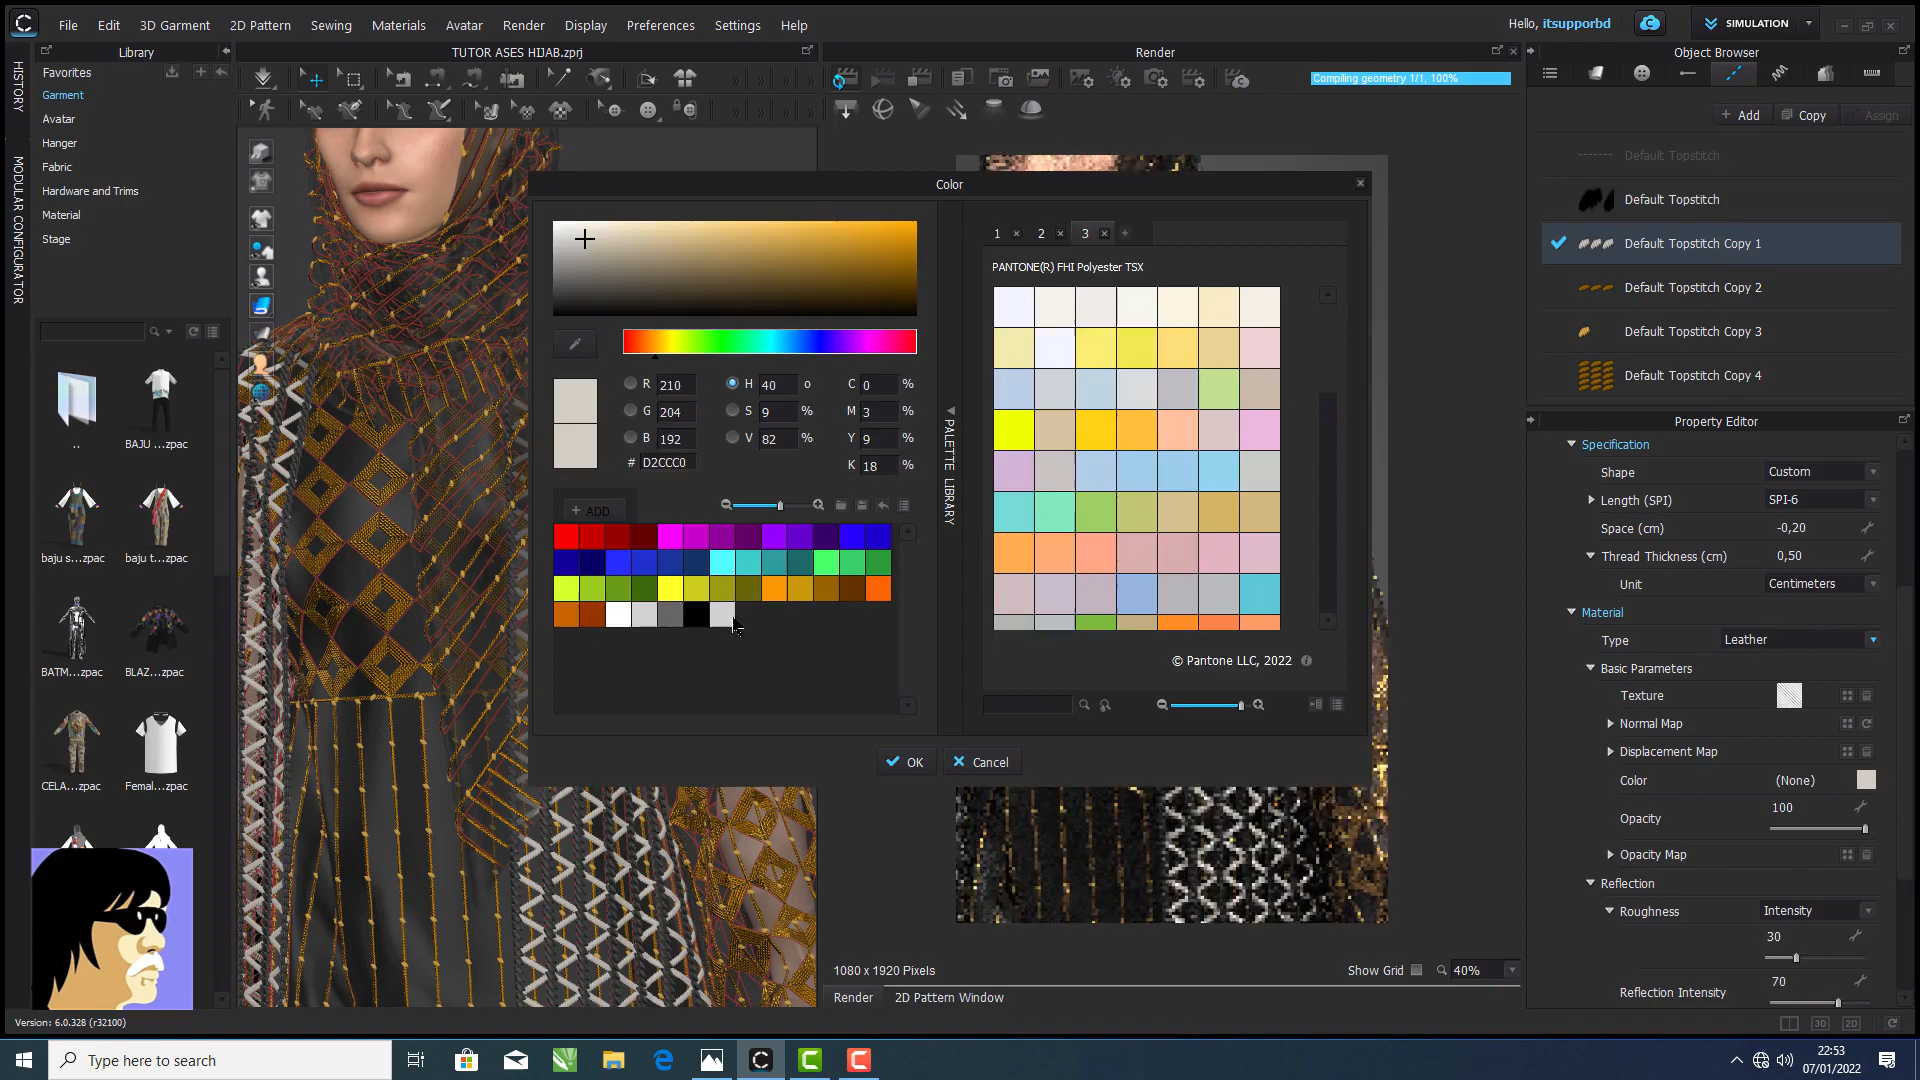 File Edit 3D Garment 2D Pattern Sewing Materials Avatar Render Display Preferences Settings Help
Hello, itsupporbd
SIMULATION
HISTORY
MODULAR CONFIGURATOR
Library
TUTOR ASES HIJAB.zprj
Render
Object Browser
Favorites
Garment
Avatar
Hanger
Fabric
Hardware and Trims
Material
Stage
..
BAJU ...zpac
baju s...zpac
baju t...zpac
BATM...zpac
BLAZ...zpac
CELA...zpac
Femal...zpac
Version: 6.0.328 (r32100)
Compiling geometry 1/1, 100%
Color
R 210
G 204
B 192
# D2CCC0
H 40 o
S 9 %
V 82 %
C 0 %
M 3 %
Y 9 %
K 18 %
+ ADD
PALETTE LIBRARY
1 2 3
PANTONE(R) FHI Polyester TSX
© Pantone LLC, 2022
OK
Cancel
1080 x 1920 Pixels
Show Grid
40%
Render
2D Pattern Window
+ Add
Copy
Assign
Default Topstitch
Default Topstitch
Default Topstitch Copy 1
Default Topstitch Copy 2
Default Topstitch Copy 3
Default Topstitch Copy 4
Property Editor
Specification
Shape Custom
Length (SPI) SPI-6
Space (cm) -0,20
Thread Thickness (cm) 0,50
Unit Centimeters
Material
Type Leather
Basic Parameters
Texture
Normal Map
Displacement Map
Color (None)
Opacity 100
Opacity Map
Reflection
Roughness Intensity
30
Reflection Intensity 70
3D
2D
Type here to search
22:53
07/01/2022